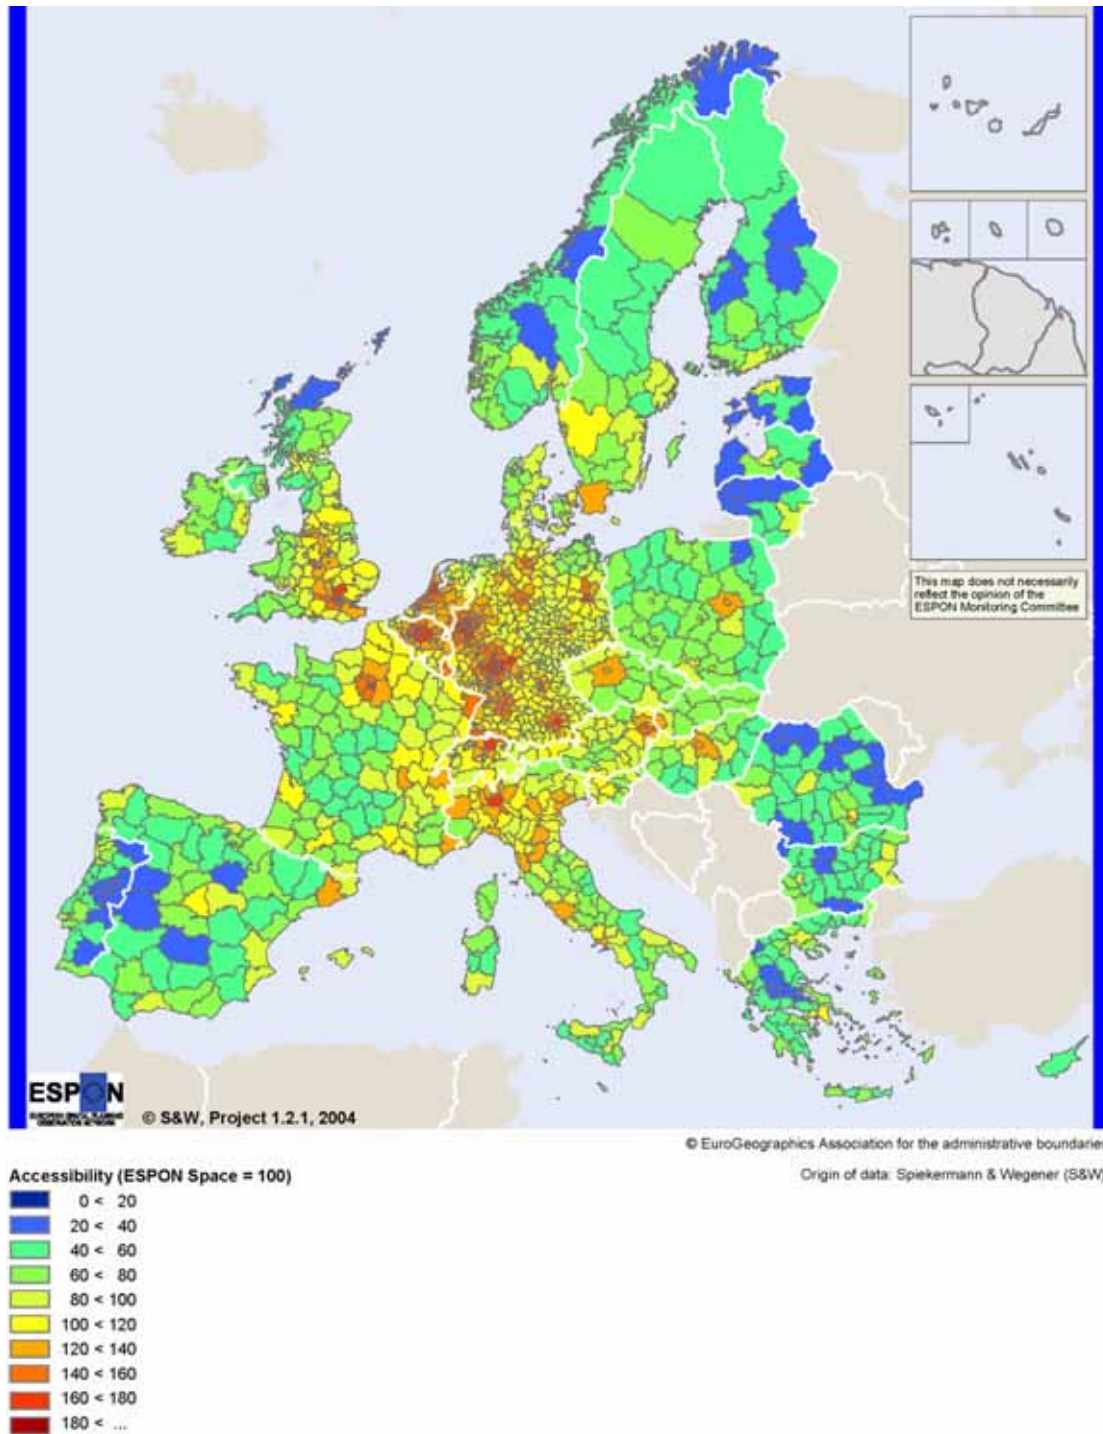 This map does not necessarily
reflect the opinion of the
ESPON Monitoring Committee
ESPON
© S&W, Project 1.2.1, 2004
© EuroGeographics Association for the administrative boundaries
Origin of data: Spiekermann & Wegener (S&W)
Accessibility (ESPON Space = 100)
0 < 20
20 < 40
40 < 60
60 < 80
80 < 100
100 < 120
120 < 140
140 < 160
160 < 180
180 < ...